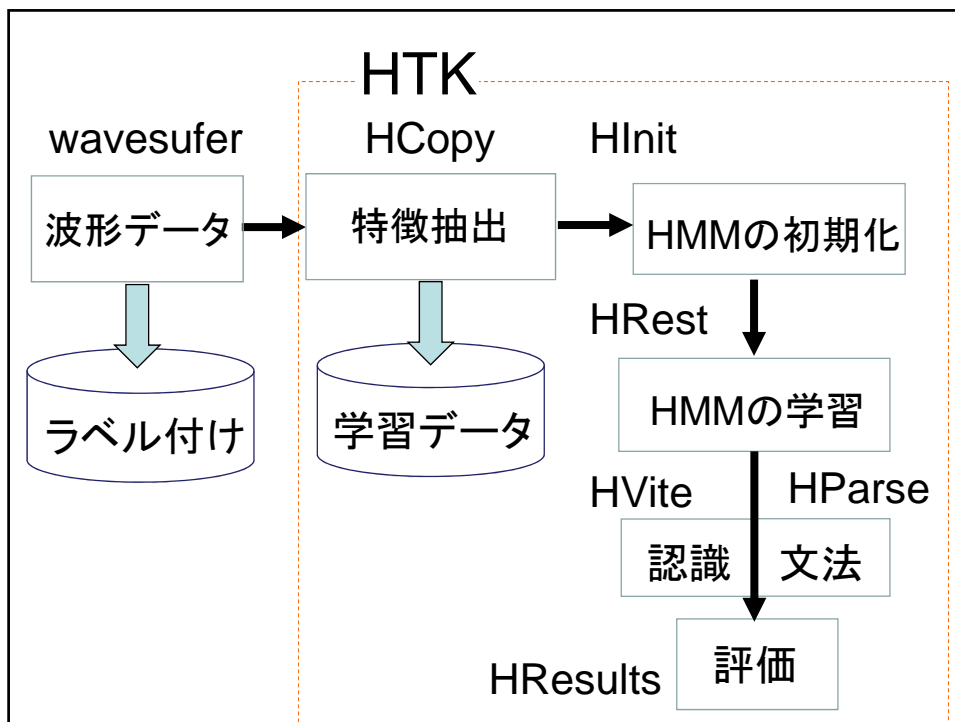 HTK
wavesufer
HCopy
HInit
波形データ
特徴抽出
HMMの初期化
HRest
ラベル付け
学習データ
HMMの学習
HVite
HParse
認識
文法
HResults
評価